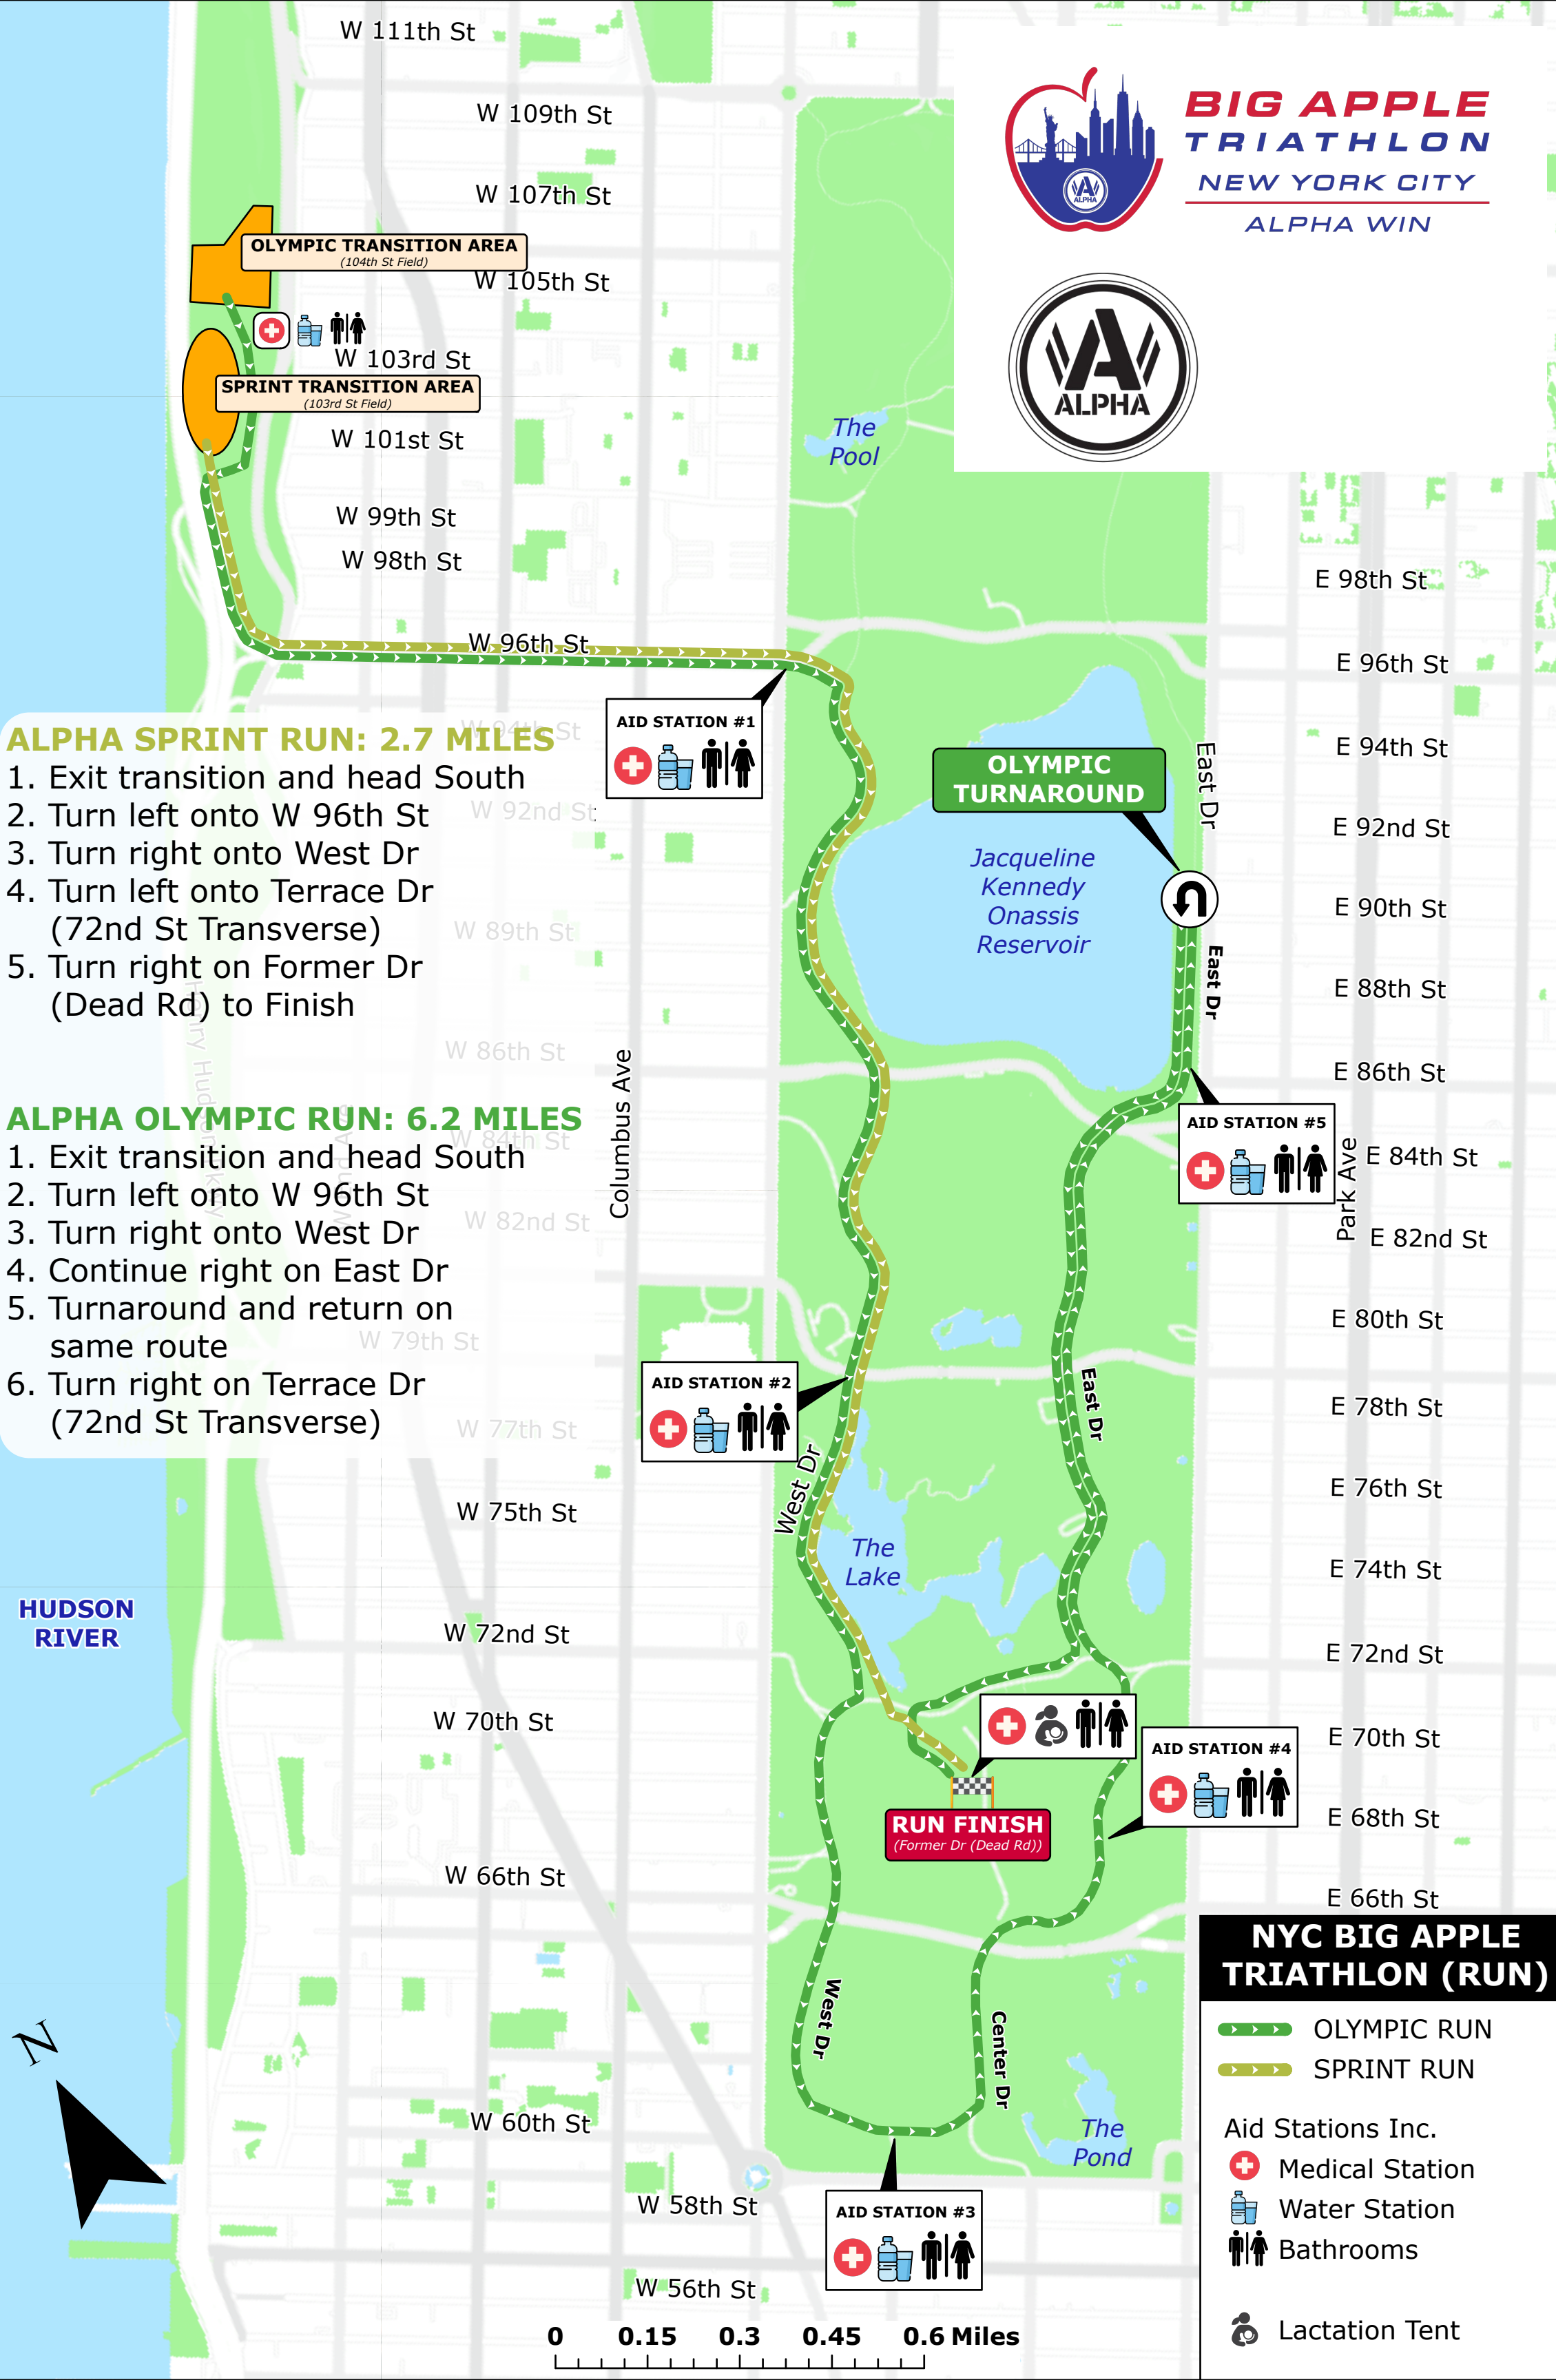 W 111th St
W 109th St
W 107th St
W 105th St
W 103rd St
W 101st St
W 99th St
W 98th St
W 96th St
BIG APPLE
TRIATHLON
NEW YORK CITY
ALPHA WIN
ALPHA
ALPHA
OLYMPIC TRANSITION AREA
(104th St Field)
SPRINT TRANSITION AREA
(103rd St Field)
The
Pool
E 98th St
E 96th St
E 94th St
E 92nd St
E 90th St
E 88th St
E 86th St
E 84th St
E 82nd St
E 80th St
E 78th St
E 76th St
E 74th St
E 72nd St
E 70th St
E 68th St
E 66th St
AID STATION #1
OLYMPIC
TURNAROUND
East Dr
East Dr
Jacqueline
Kennedy
Onassis
Reservoir
W 94th St
W 92nd St
W 89th St
W 86th St
W 84th St
W 82nd St
W 79th St
W 77th St
Henry Hudson Pkwy
ALPHA SPRINT RUN: 2.7 MILES
1. Exit transition and head South
2. Turn left onto W 96th St
3. Turn right onto West Dr
4. Turn left onto Terrace Dr
(72nd St Transverse)
5. Turn right on Former Dr
(Dead Rd) to Finish
ALPHA OLYMPIC RUN: 6.2 MILES
1. Exit transition and head South
2. Turn left onto W 96th St
3. Turn right onto West Dr
4. Continue right on East Dr
5. Turnaround and return on
same route
6. Turn right on Terrace Dr
(72nd St Transverse)
Columbus Ave
Park Ave
AID STATION #5
AID STATION #2
West Dr
East Dr
The
Lake
W 75th St
W 72nd St
W 70th St
W 66th St
W 60th St
W 58th St
W 56th St
HUDSON
RIVER
AID STATION #4
RUN FINISH
(Former Dr (Dead Rd))
West Dr
Center Dr
The
Pond
AID STATION #3
N
0 0.15 0.3 0.45 0.6 Miles
NYC BIG APPLE
TRIATHLON (RUN)
OLYMPIC RUN
SPRINT RUN
Aid Stations Inc.
Medical Station
Water Station
Bathrooms
Lactation Tent